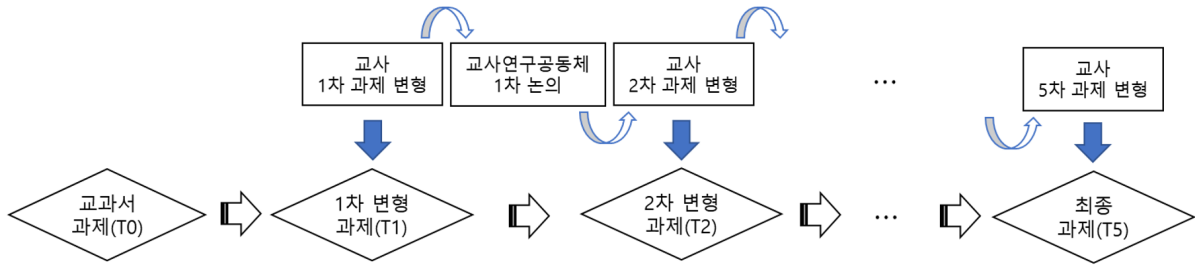 교사
1차 과제 변형
교사연구공동체
1차 논의
교사
2차 과제 변형
...
교사
5차 과제 변형
교과서
과제(T0)
1차 변형
과제(T1)
2차 변형
과제(T2)
...
최종
과제(T5)